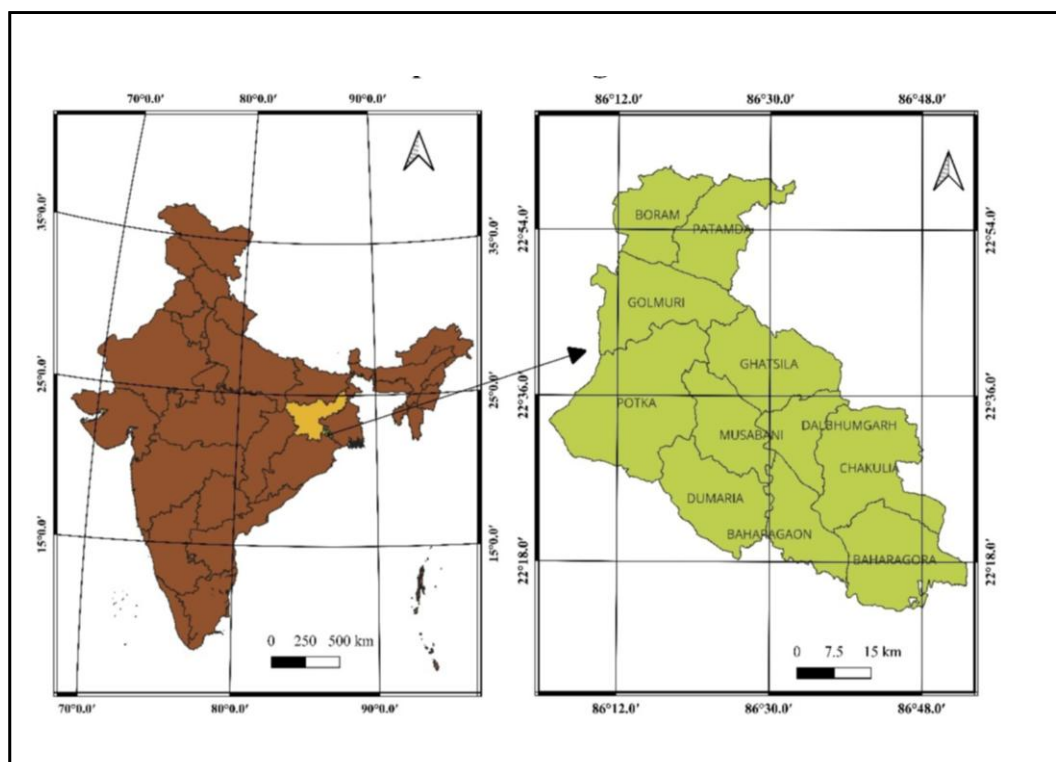 70°0.0' 80°0.0' 90°0.0'
35°0.0' 35°0.0'
25°0.0' 25°0.0'
15°0.0' 15°0.0'
0 250 500 km
70°0.0' 80°0.0' 90°0.0'
86°12.0' 86°30.0' 86°48.0'
BORAM
22°54.0' PATAMDA 22°54.0'
GOLMURI
GHATSILA
22°36.0' 22°36.0'
POTKA
DALBHUMGARH
MUSABANI
CHAKULIA
DUMARIA
BAHARAGAON
22°18.0' BAHARAGORA 22°18.0'
0 7.5 15 km
86°12.0' 86°30.0' 86°48.0'